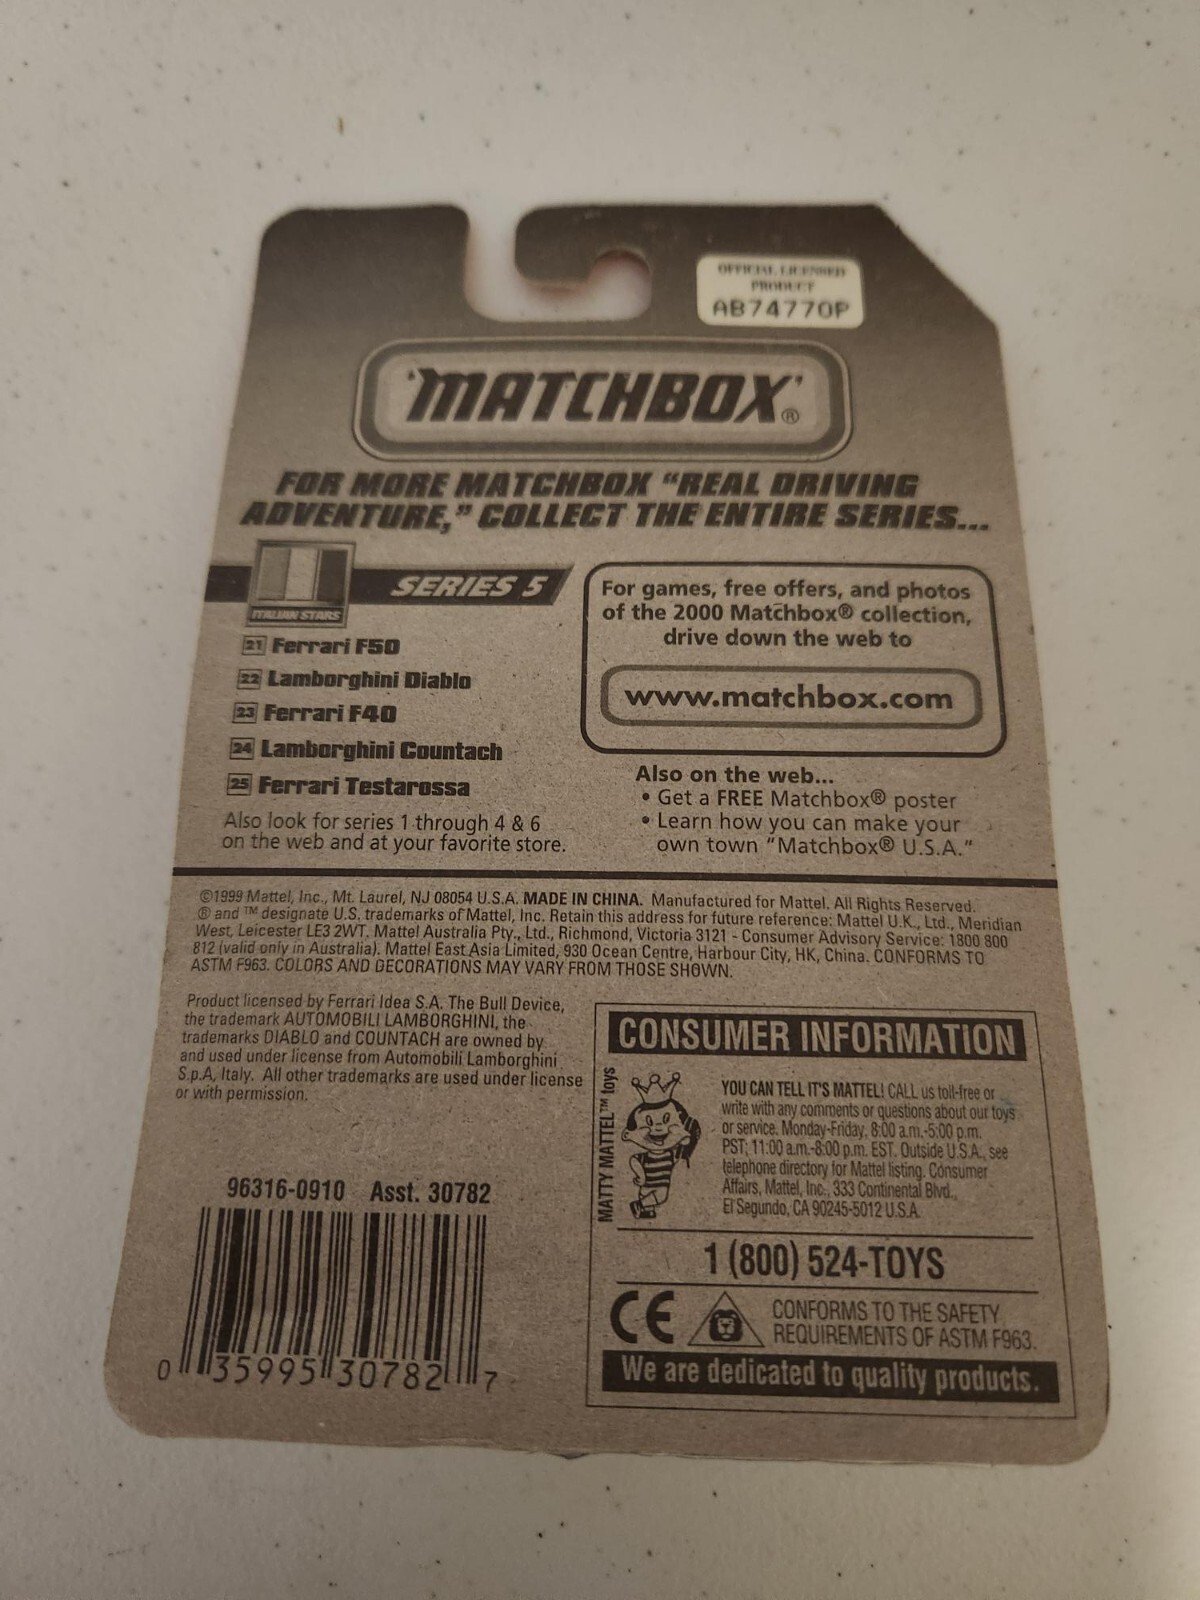 OFFICIAL LICENSED
PRODUCT
AB74770P
'MATCHBOX'®
FOR MORE MATCHBOX "REAL DRIVING
ADVENTURE," COLLECT THE ENTIRE SERIES...
ITALIAN STARS
SERIES 5
21 Ferrari F50
22 Lamborghini Diablo
23 Ferrari F40
24 Lamborghini Countach
25 Ferrari Testarossa
Also look for series 1 through 4 & 6
on the web and at your favorite store.
For games, free offers, and photos
of the 2000 Matchbox® collection,
drive down the web to
www.matchbox.com
Also on the web...
• Get a FREE Matchbox® poster
• Learn how you can make your
own town "Matchbox® U.S.A."
©1999 Mattel, Inc., Mt. Laurel, NJ 08054 U.S.A. MADE IN CHINA. Manufactured for Mattel. All Rights Reserved.
® and ™ designate U.S. trademarks of Mattel, Inc. Retain this address for future reference: Mattel U.K., Ltd., Meridian
West, Leicester LE3 2WT. Mattel Australia Pty., Ltd., Richmond, Victoria 3121 - Consumer Advisory Service: 1800 800
812 (valid only in Australia). Mattel East Asia Limited, 930 Ocean Centre, Harbour City, HK, China. CONFORMS TO
ASTM F963. COLORS AND DECORATIONS MAY VARY FROM THOSE SHOWN.
Product licensed by Ferrari Idea S.A. The Bull Device,
the trademark AUTOMOBILI LAMBORGHINI, the
trademarks DIABLO and COUNTACH are owned by
and used under license from Automobili Lamborghini
S.p.A, Italy. All other trademarks are used under license
or with permission.
96316-0910 Asst. 30782
0 35995 30782 7
CONSUMER INFORMATION
MATTY MATTEL™ toys
YOU CAN TELL IT'S MATTEL! CALL us toll-free or
write with any comments or questions about our toys
or service. Monday-Friday, 8:00 a.m.-5:00 p.m.
PST; 11:00 a.m.-8:00 p.m. EST. Outside U.S.A., see
telephone directory for Mattel listing. Consumer
Affairs, Mattel, Inc., 333 Continental Blvd.,
El Segundo, CA 90245-5012 U.S.A.
1 (800) 524-TOYS
CE
CONFORMS TO THE SAFETY
REQUIREMENTS OF ASTM F963.
We are dedicated to quality products.